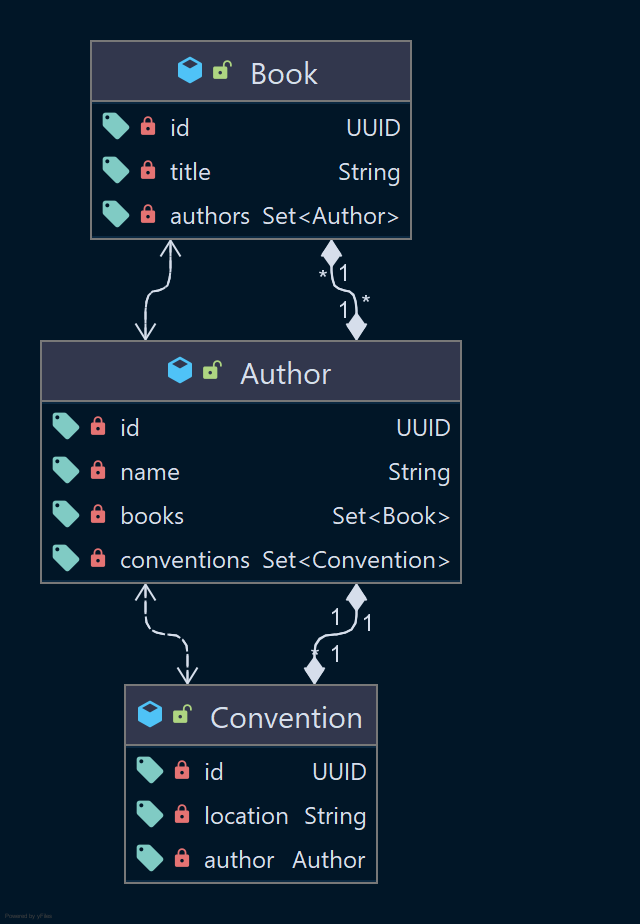 Book
id UUID
title String
authors Set<Author>
* 1
1 *
Author
id UUID
name String
books Set<Book>
conventions Set<Convention>
1 1
* 1
Convention
id UUID
location String
author Author
Powered by yFiles